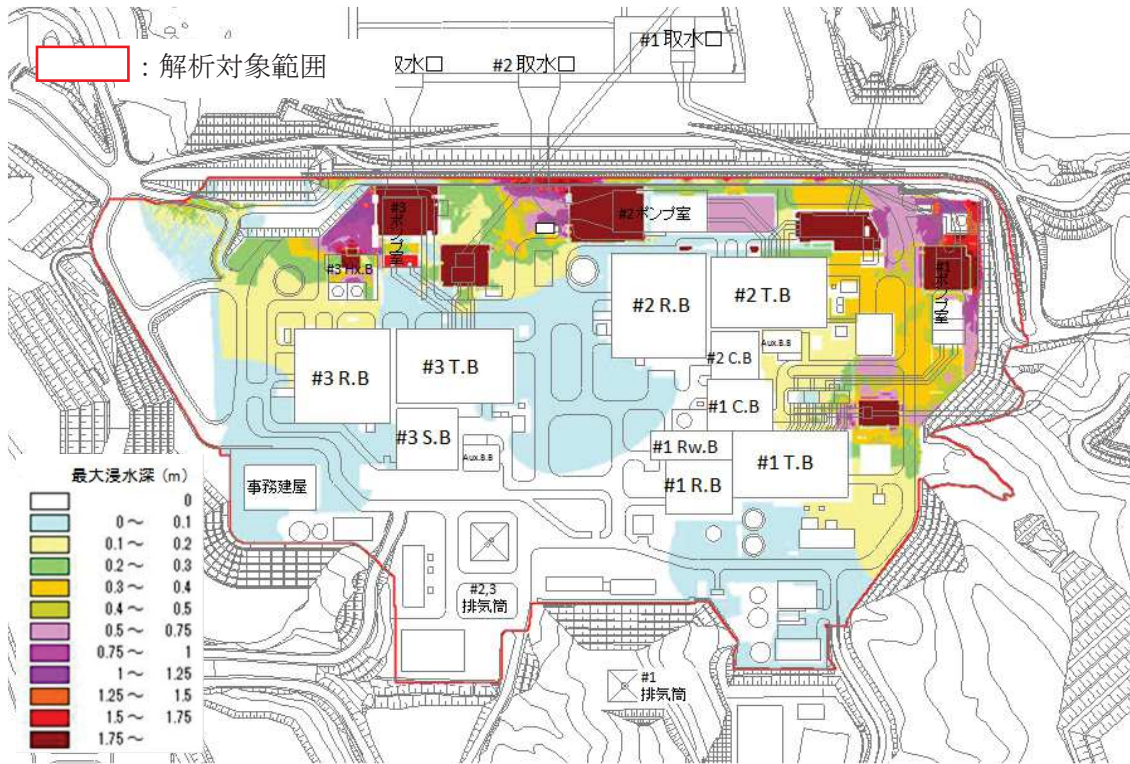 ：解析対象範囲
取水口
#2 取水口
#1 取水口
#3
ポンプ室
#2ポンプ室
#1
ポンプ室
#3 Hx.B
#2 R.B
#2 T.B
Aux.B.B
#2 C.B
#3 R.B
#3 T.B
#1 C.B
#3 S.B
Aux.B.B
#1 Rw.B
#1 T.B
#1 R.B
事務建屋
#2,3
排気筒
#1
排気筒
最大浸水深 (m)
0
0～ 0.1
0.1～ 0.2
0.2～ 0.3
0.3～ 0.4
0.4～ 0.5
0.5～ 0.75
0.75～ 1
1～ 1.25
1.25～ 1.5
1.5～ 1.75
1.75～